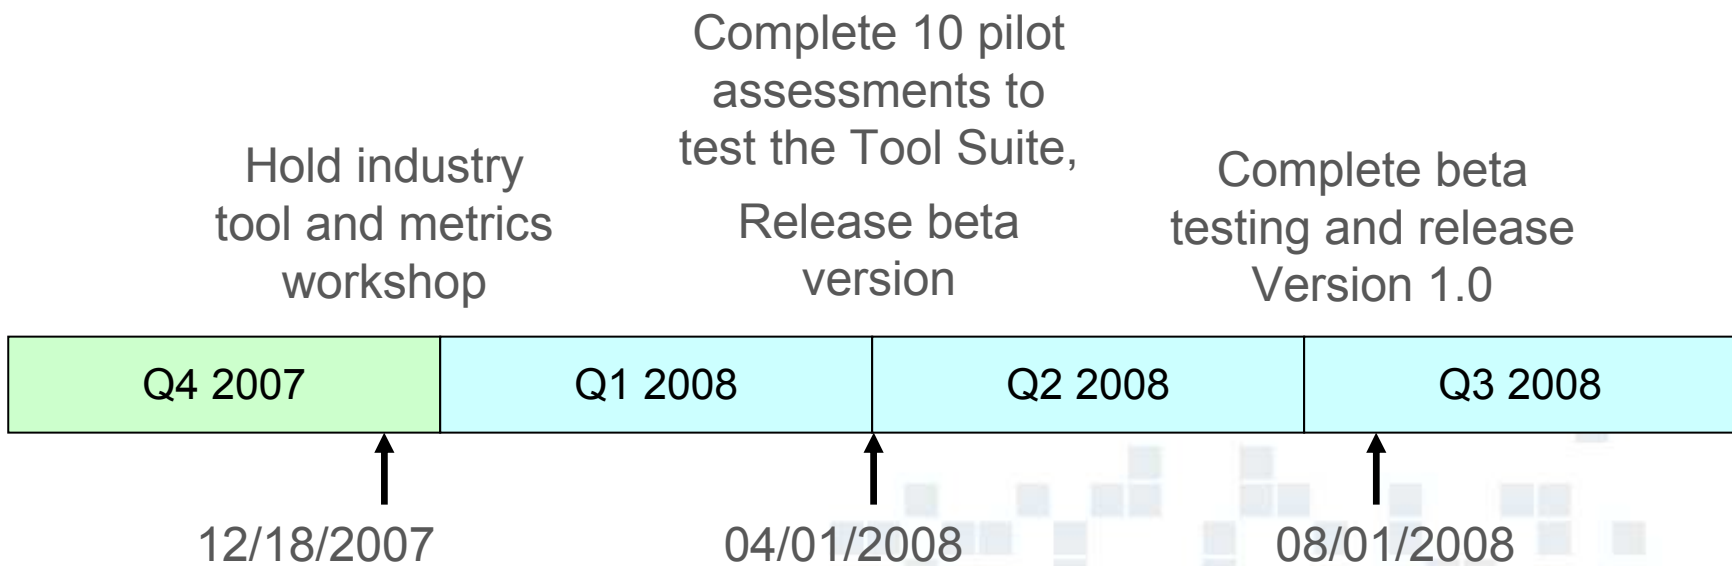 Complete 10 pilot
assessments to
test the Tool Suite,
Release beta
version
Hold industry
tool and metrics
workshop
Complete beta
testing and release
Version 1.0
Q4 2007
Q1 2008
Q2 2008
Q3 2008
12/18/2007
04/01/2008
08/01/2008